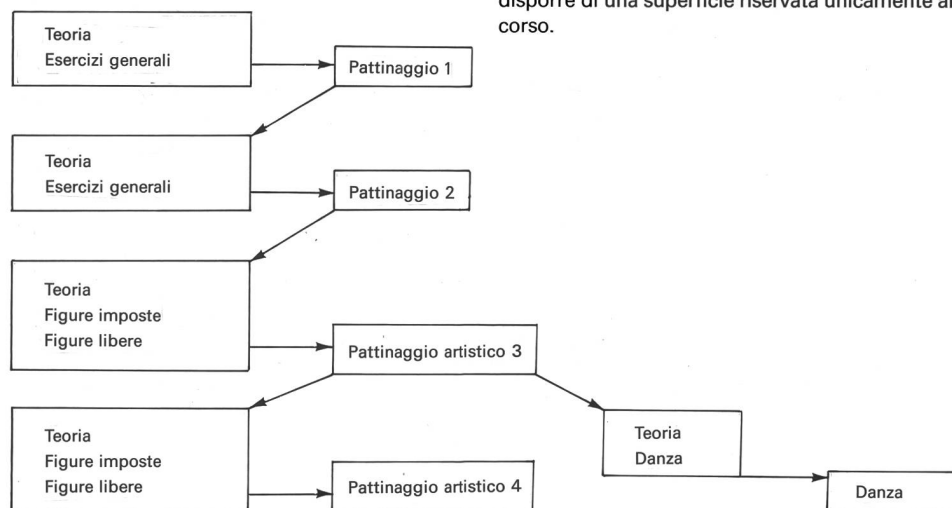 disporre di una superficie riservata unicamente al
corso.
Teoria
Esercizi generali
Pattinaggio 1
Teoria
Esercizi generali
Pattinaggio 2
Teoria
Figure imposte
Figure libere
Pattinaggio artistico 3
Teoria
Figure imposte
Figure libere
Pattinaggio artistico 4
Teoria
Danza
Danza